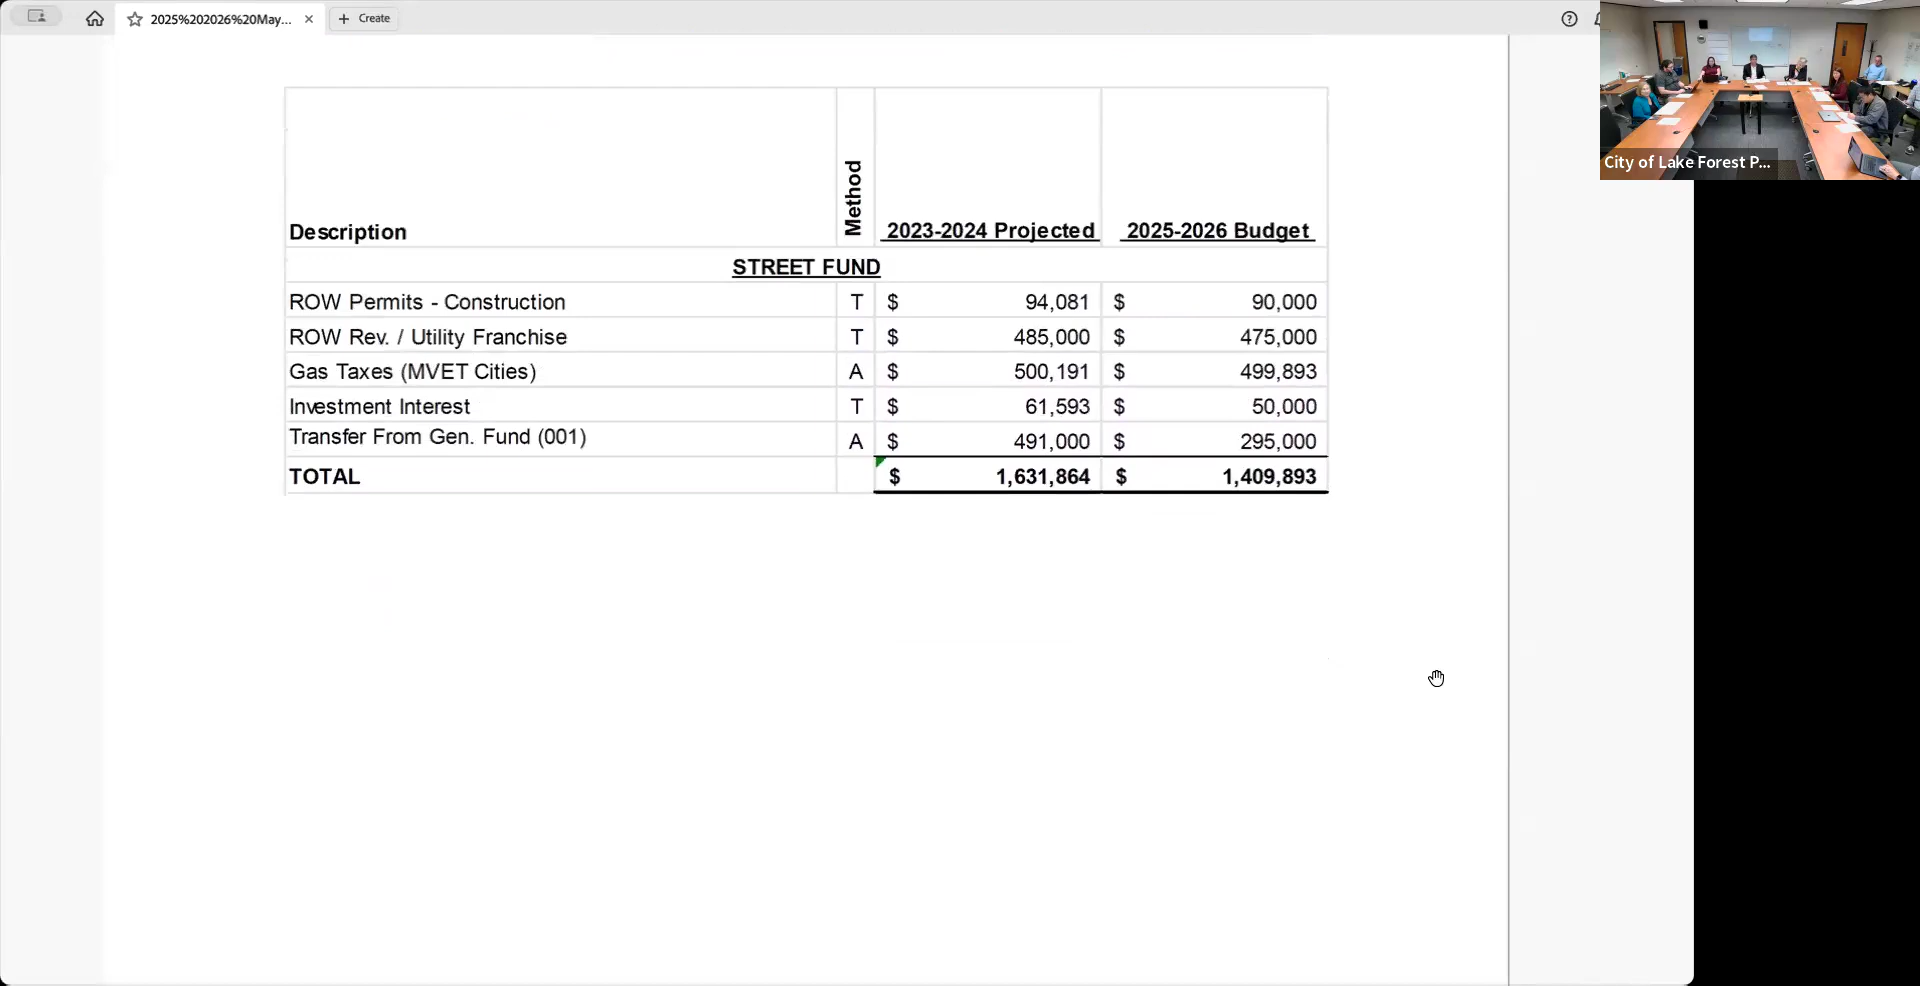 2025%202026%20May...
Create
City of Lake Forest P...
Description Method 2023-2024 Projected 2025-2026 Budget
STREET FUND
ROW Permits - Construction T $ 94,081 $ 90,000
ROW Rev. / Utility Franchise T $ 485,000 $ 475,000
Gas Taxes (MVET Cities) A $ 500,191 $ 499,893
Investment Interest T $ 61,593 $ 50,000
Transfer From Gen. Fund (001) A $ 491,000 $ 295,000
TOTAL $ 1,631,864 $ 1,409,893